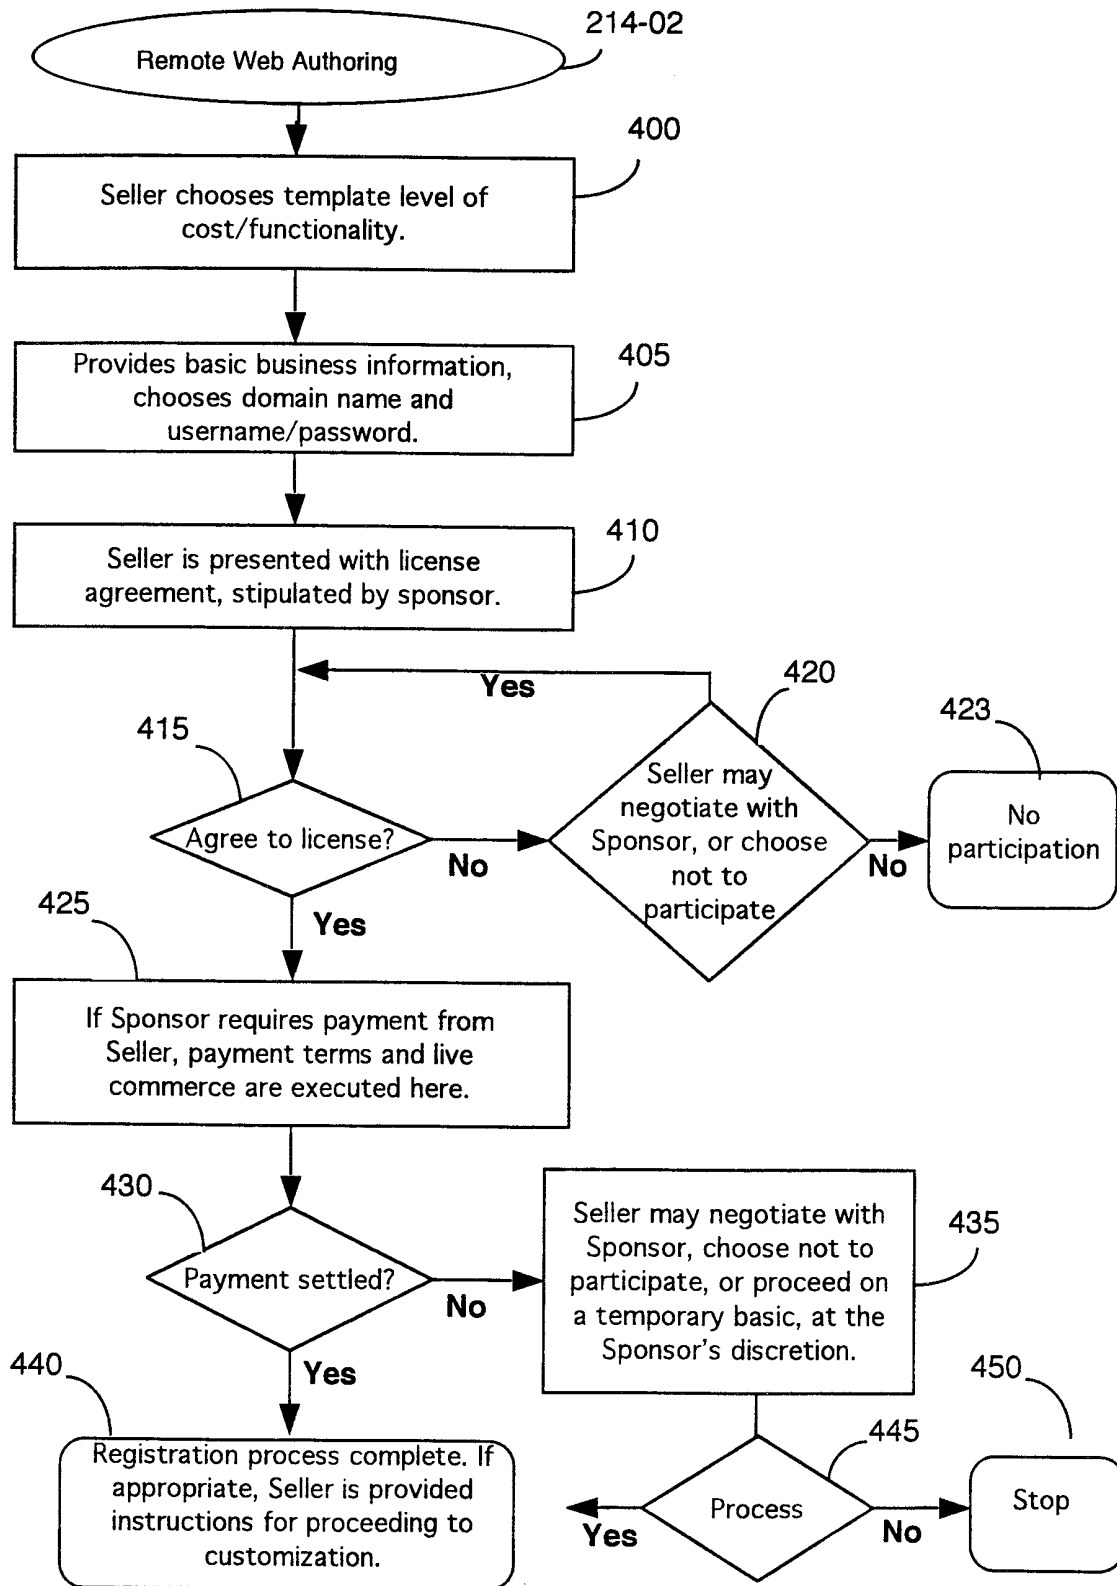 214-02
Remote Web Authoring
400
Seller chooses template level of
cost/functionality.
405
Provides basic business information,
chooses domain name and
username/password.
410
Seller is presented with license
agreement, stipulated by sponsor.
Yes
420
423
415
Agree to license?
No
Seller may
negotiate with
Sponsor, or choose
not to
participate
No
No
participation
425
Yes
If Sponsor requires payment from
Seller, payment terms and live
commerce are executed here.
430
Payment settled?
No
Seller may negotiate with
Sponsor, choose not to
participate, or proceed on
a temporary basic, at the
Sponsor's discretion.
435
440
Yes
Registration process complete. If
appropriate, Seller is provided
instructions for proceeding to
customization.
445
Process
Yes
No
450
Stop